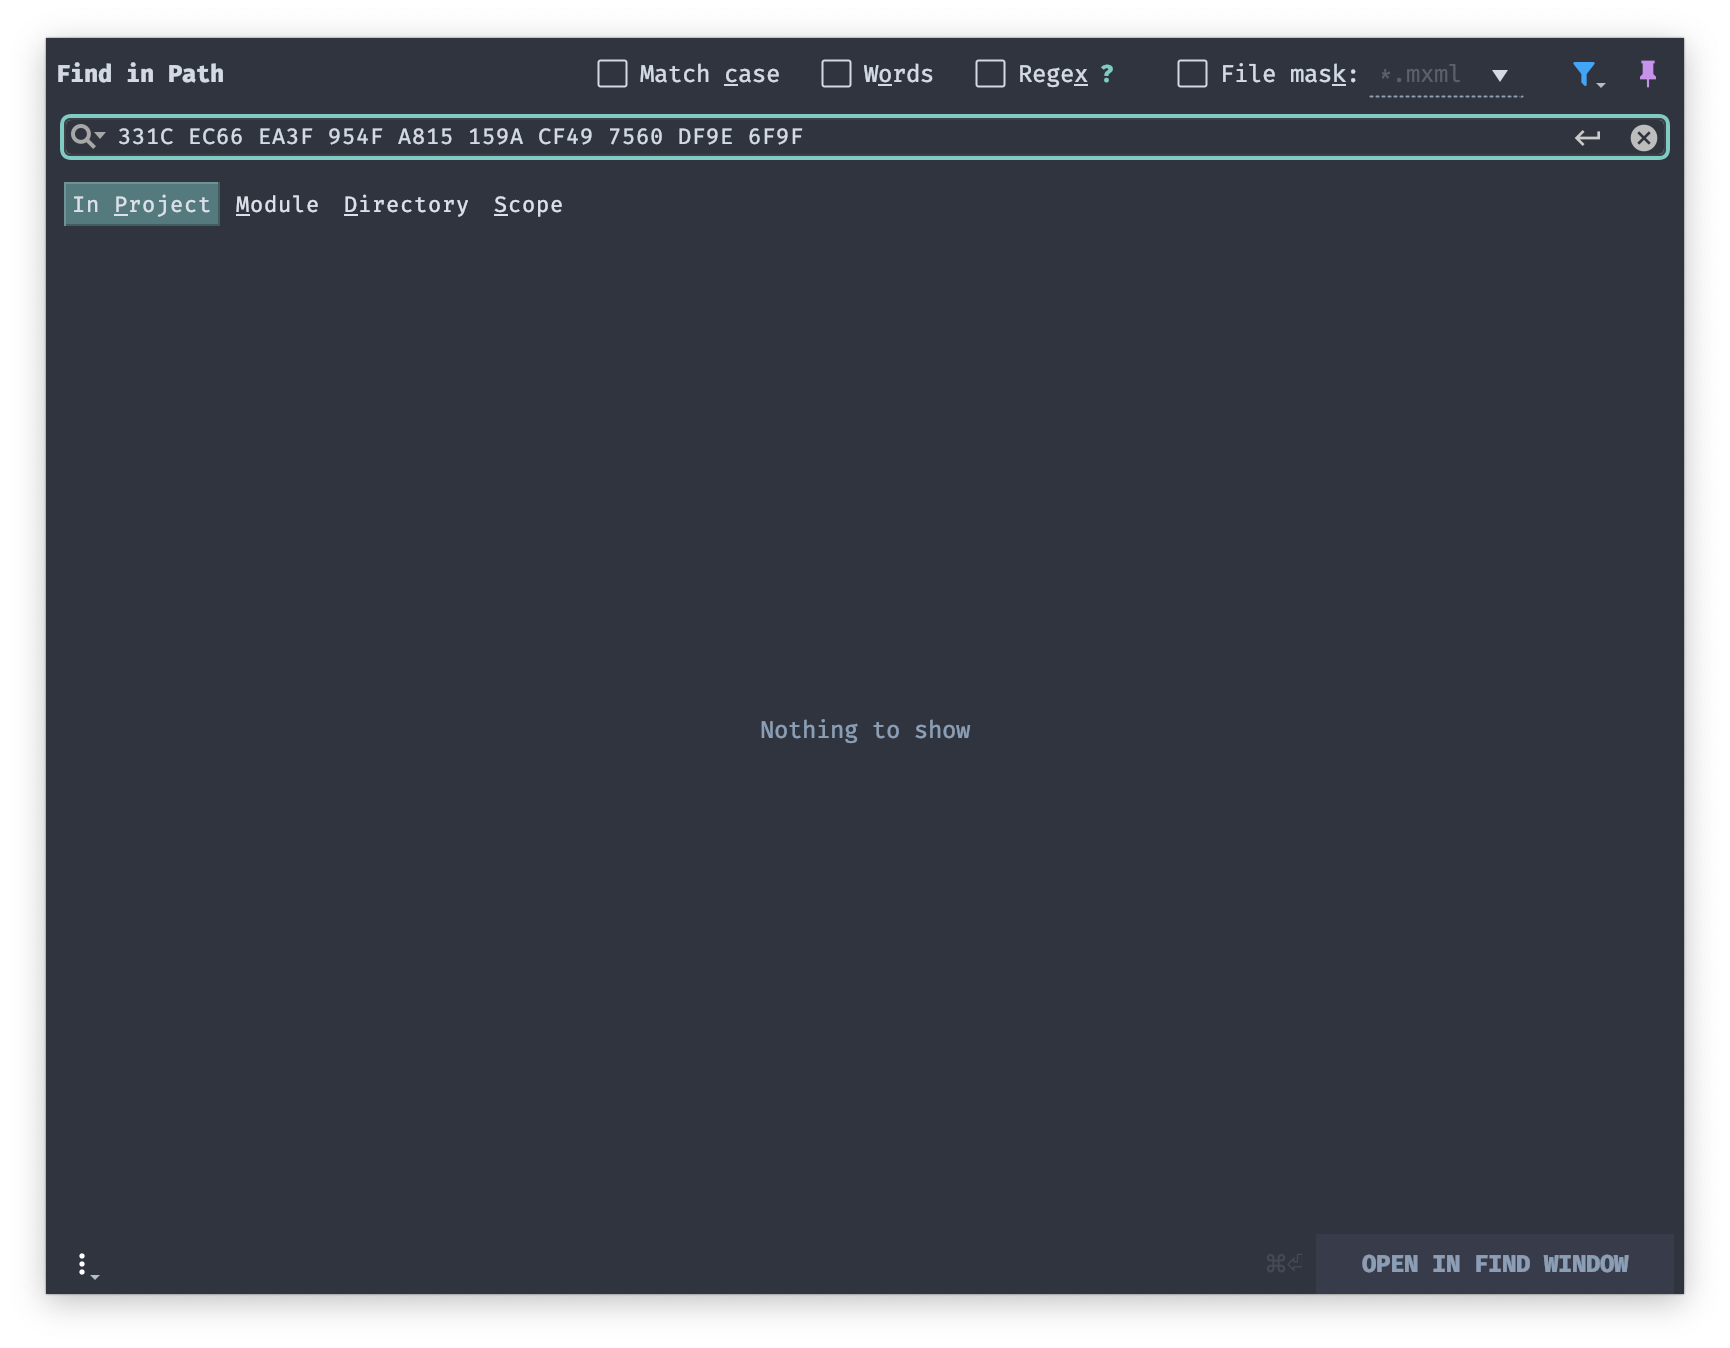 Find in Path Match case Words Regex ? File mask: *.mxml
331C EC66 EA3F 954F A815 159A CF49 7560 DF9E 6F9F
In Project Module Directory Scope
Nothing to show
⌘⏎ OPEN IN FIND WINDOW